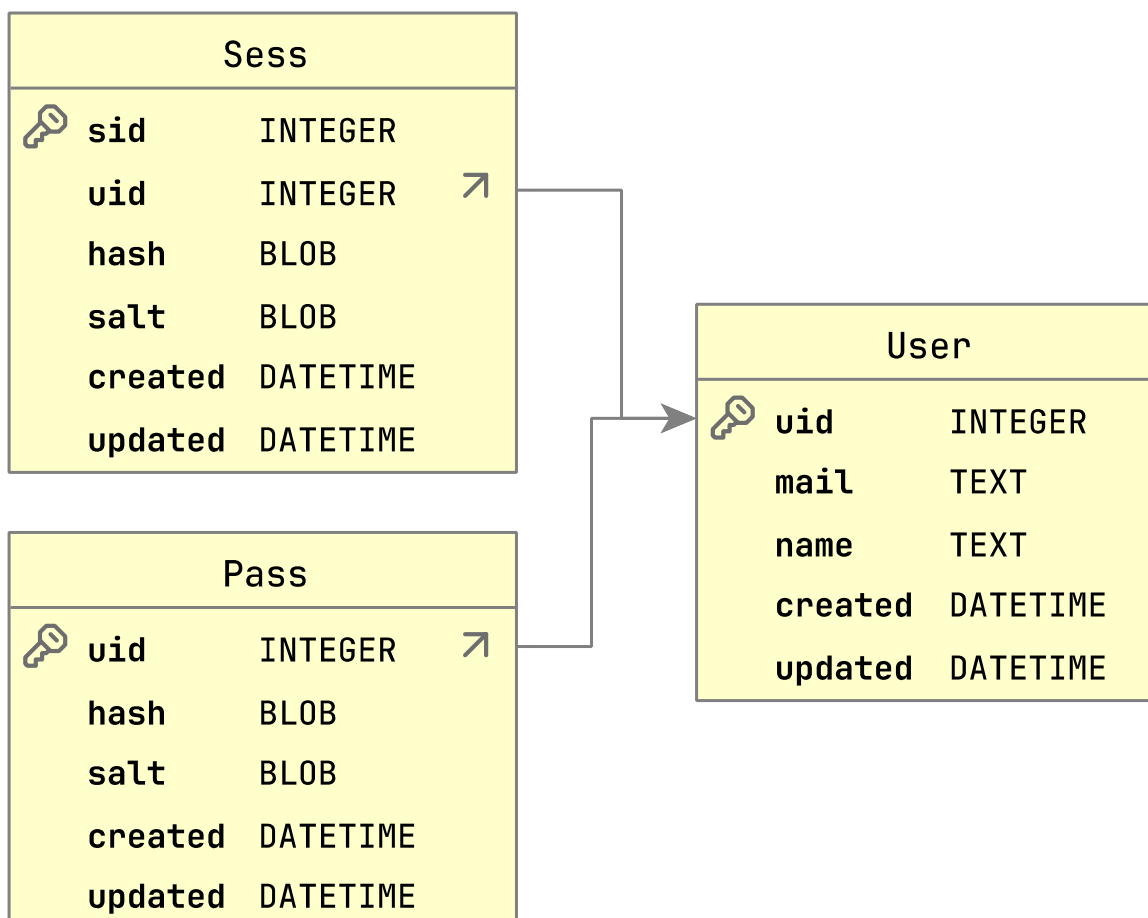 Sess
sid INTEGER
uid INTEGER
hash BLOB
salt BLOB
created DATETIME
updated DATETIME
User
uid INTEGER
mail TEXT
name TEXT
created DATETIME
updated DATETIME
Pass
uid INTEGER
hash BLOB
salt BLOB
created DATETIME
updated DATETIME